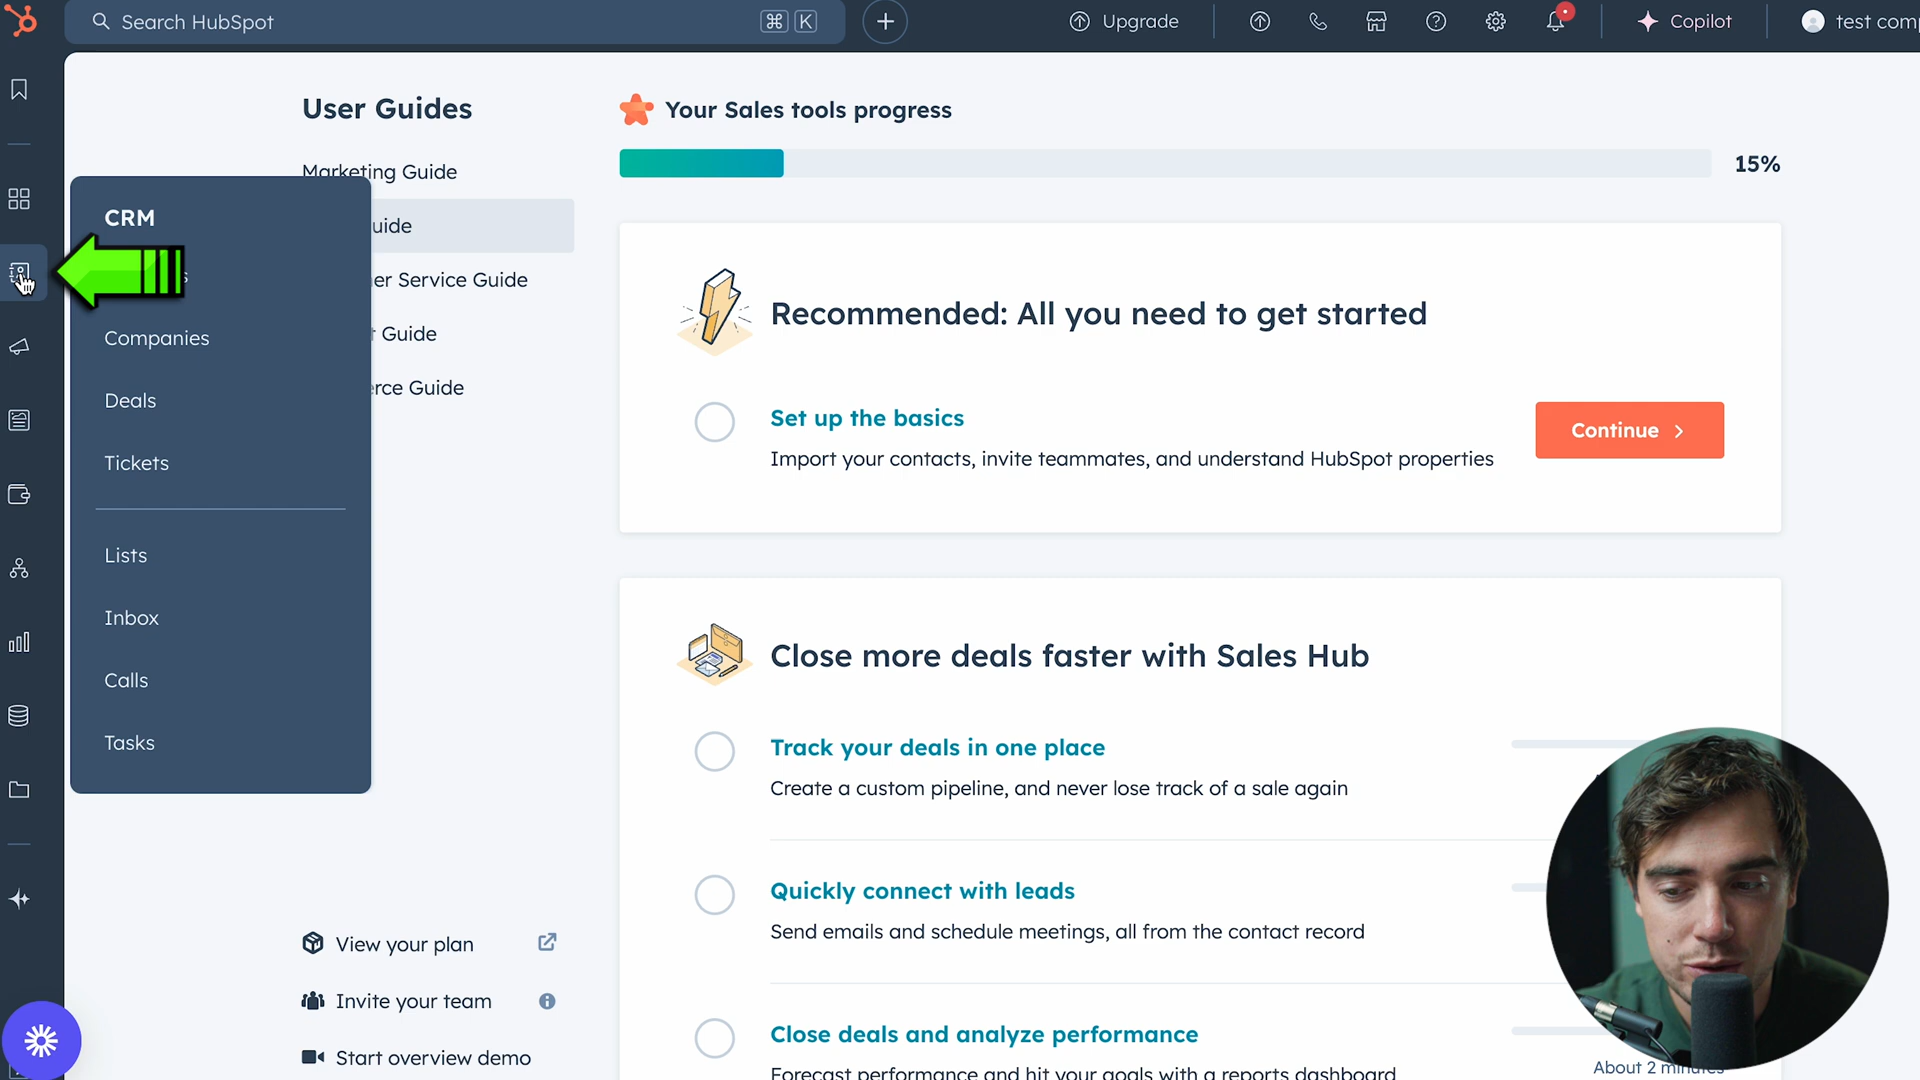 Search HubSpot
⌘ K
Upgrade
Copilot
test comp
User Guides
Marketing Guide
uide
er Service Guide
t Guide
rce Guide
CRM
s
Companies
Deals
Tickets
Lists
Inbox
Calls
Tasks
View your plan
Invite your team
Start overview demo
Your Sales tools progress
15%
Recommended: All you need to get started
Set up the basics
Import your contacts, invite teammates, and understand HubSpot properties
Continue
Close more deals faster with Sales Hub
Track your deals in one place
Create a custom pipeline, and never lose track of a sale again
Quickly connect with leads
Send emails and schedule meetings, all from the contact record
Close deals and analyze performance
Forecast performance and hit your goals with a reports dashboard
About 2 minutes